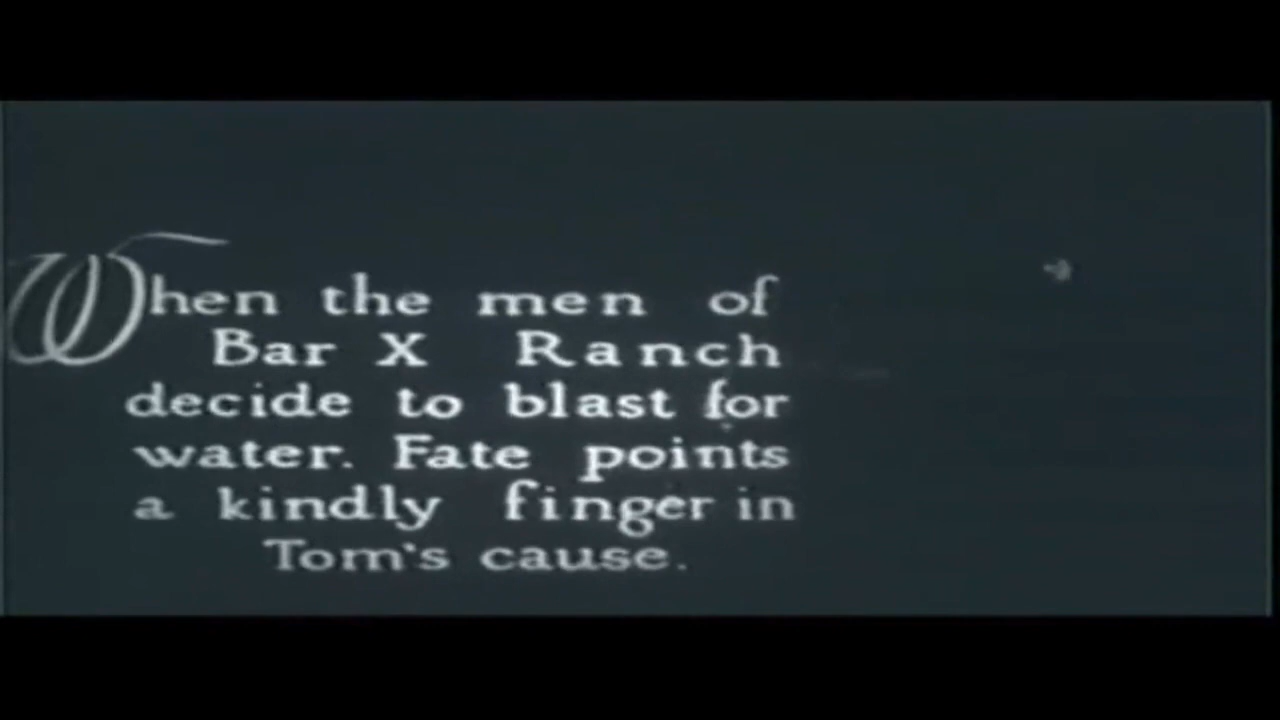 When the men of
Bar X Ranch
decide to blast for
water. Fate points
a kindly finger in
Tom's cause.